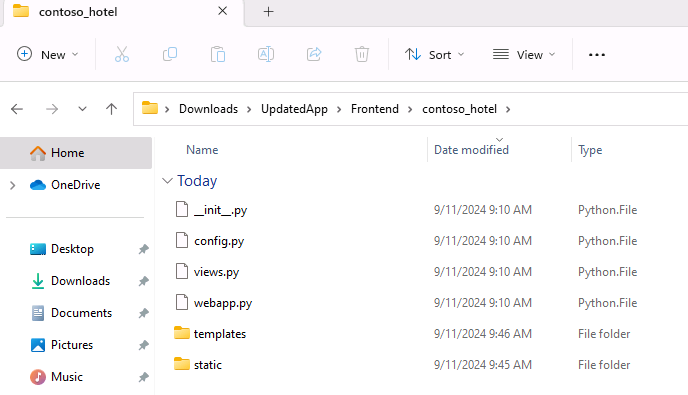 contoso_hotel
New Sort View
Downloads UpdatedApp Frontend contoso_hotel
Home Name Date modified Type
OneDrive Today
__init__.py 9/11/2024 9:10 AM Python.File
config.py 9/11/2024 9:10 AM Python.File
Desktop views.py 9/11/2024 9:10 AM Python.File
Downloads webapp.py 9/11/2024 9:10 AM Python.File
Documents templates 9/11/2024 9:46 AM File folder
Pictures static 9/11/2024 9:45 AM File folder
Music